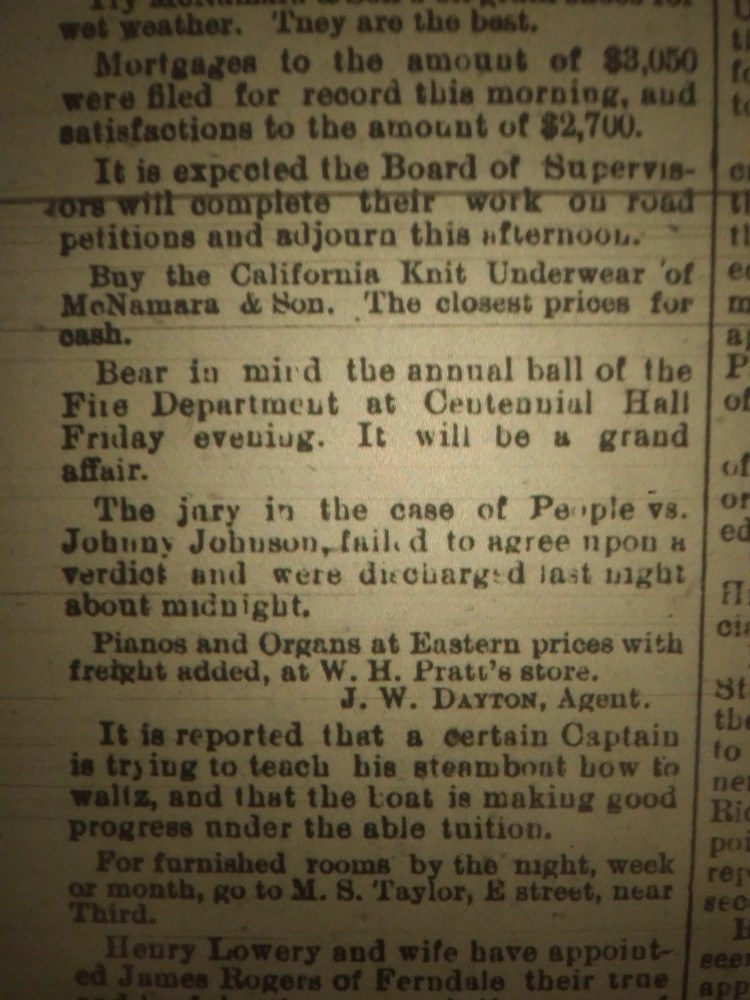 Try McNamara & Son's oil grain shoes for
wet weather. They are the best.
Mortgages to the amount of $3,050
were filed for record this morning, and
satisfactions to the amount of $2,700.
It is expected the Board of Supervis-
ors will complete their work on road
petitions and adjourn this afternoon.
Buy the California Knit Underwear of
McNamara & Son. The closest prices for
cash.
Bear in mind the annual ball of the
Fire Department at Centennial Hall
Friday evening. It will be a grand
affair.
The jury in the case of People vs.
Johnny Johnson, failed to agree upon a
verdict and were discharged last night
about midnight.
Pianos and Organs at Eastern prices with
freight added, at W. H. Pratt's store.
J. W. DAYTON, Agent.
It is reported that a certain Captain
is trying to teach his steamboat how to
waltz, and that the boat is making good
progress under the able tuition.
For furnished rooms by the night, week
or month, go to M. S. Taylor, E street, near
Third.
Henry Lowery and wife have appoint-
ed James Rogers of Ferndale their true